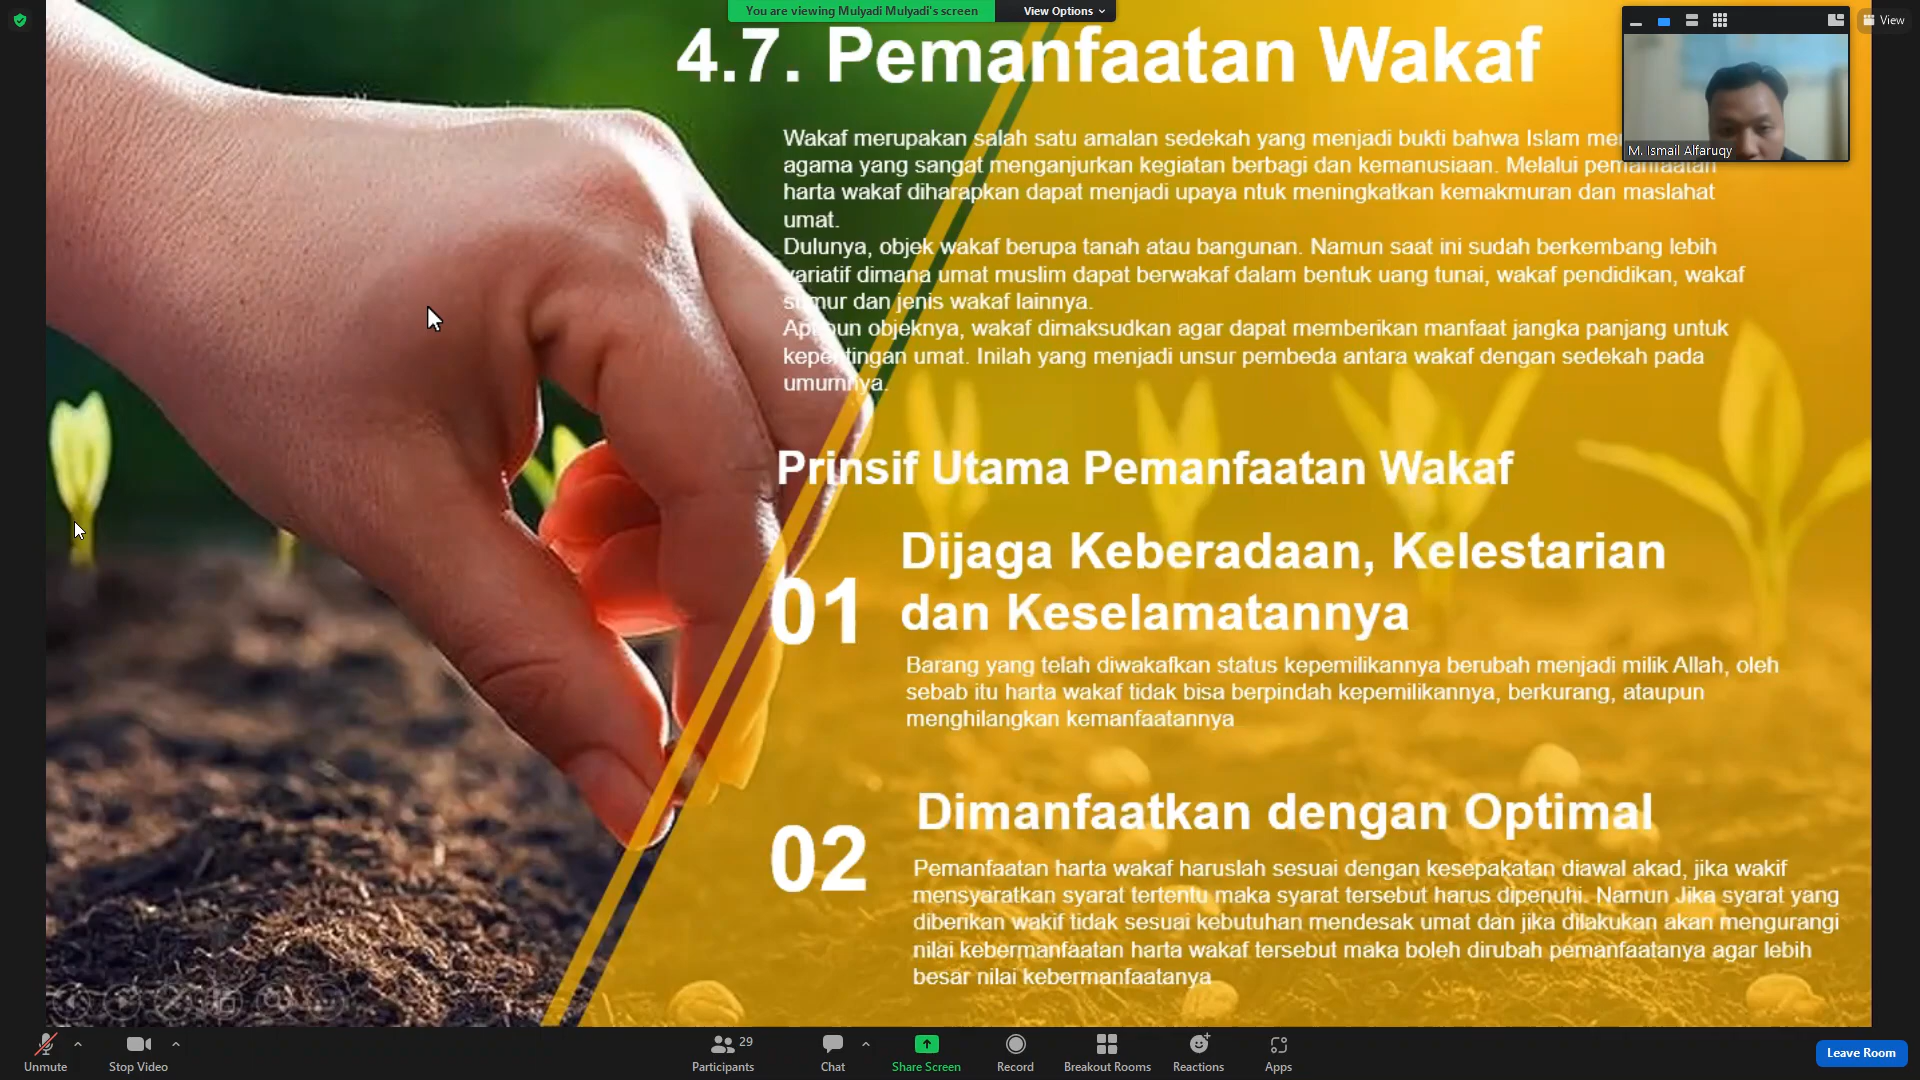 You are viewing Mulyadi Mulyadi's screen
View Options
View
4.7. Pemanfaatan Wakaf
M. Ismail Alfaruqy
Wakaf merupakan salah satu amalan sedekah yang menjadi bukti bahwa Islam
agama yang sangat menganjurkan kegiatan berbagi dan kemanusiaan. Melalui pemanfaatan
harta wakaf diharapkan dapat menjadi upaya ntuk meningkatkan kemakmuran dan maslahat
umat.
Dulunya, objek wakaf berupa tanah atau bangunan. Namun saat ini sudah berkembang lebih
variatif dimana umat muslim dapat berwakaf dalam bentuk uang tunai, wakaf pendidikan, wakaf
sumur dan jenis wakaf lainnya.
Apapun objeknya, wakaf dimaksudkan agar dapat memberikan manfaat jangka panjang untuk
kepentingan umat. Inilah yang menjadi unsur pembeda antara wakaf dengan sedekah pada
umumnya.
Prinsif Utama Pemanfaatan Wakaf
01
Dijaga Keberadaan, Kelestarian
dan Keselamatannya
Barang yang telah diwakafkan status kepemilikannya berubah menjadi milik Allah, oleh
sebab itu harta wakaf tidak bisa berpindah kepemilikannya, berkurang, ataupun
menghilangkan kemanfaatannya
02
Dimanfaatkan dengan Optimal
Pemanfaatan harta wakaf haruslah sesuai dengan kesepakatan diawal akad, jika wakif
mensyaratkan syarat tertentu maka syarat tersebut harus dipenuhi. Namun Jika syarat yang
diberikan wakif tidak sesuai kebutuhan mendesak umat dan jika dilakukan akan mengurangi
nilai kebermanfaatan harta wakaf tersebut maka boleh dirubah pemanfaatanya agar lebih
besar nilai kebermanfaatanya
Unmute
Stop Video
Participants
29
Chat
Share Screen
Record
Breakout Rooms
Reactions
Apps
Leave Room